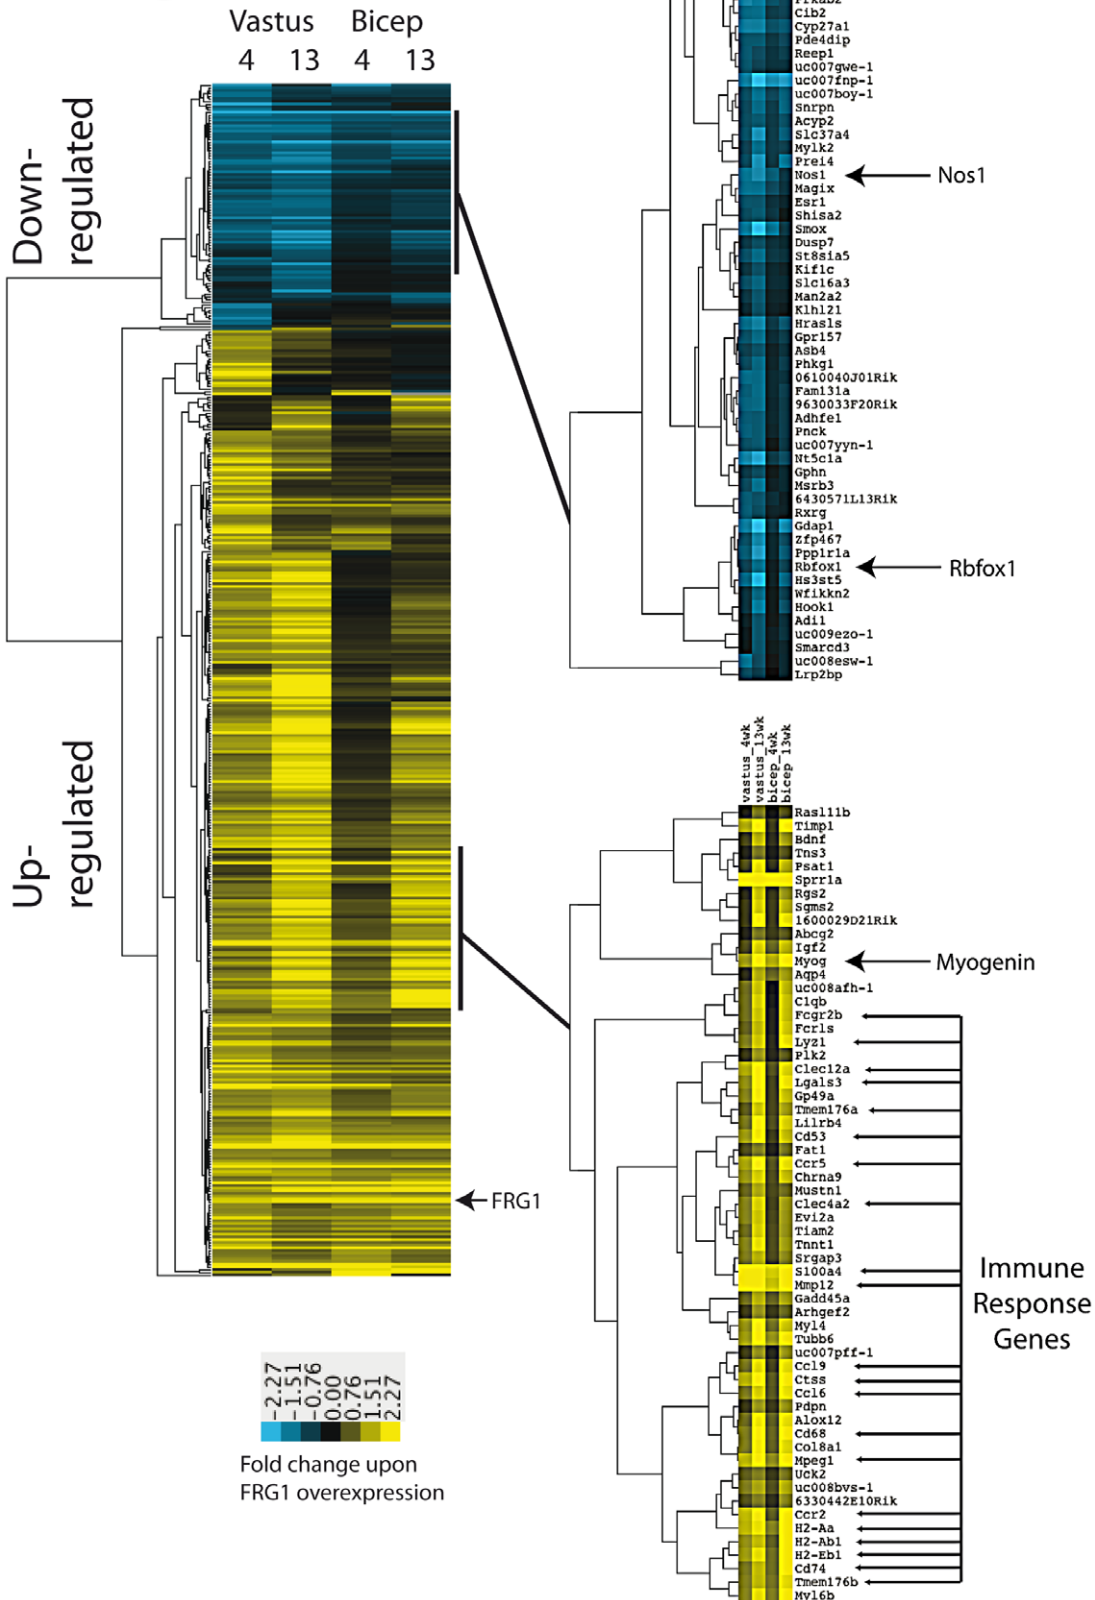 Vastus Bicep
4 13 4 13
Down-
regulated
Up-
regulated
FRG1
-2.27
-1.51
-0.76
0.00
0.76
1.51
2.27
Fold change upon
FRG1 overexpression
Prkab2
Cib2
Cyp27a1
Pde4dip
Reep1
uc007gwe-1
uc007fnp-1
uc007boy-1
Snrpn
Acyp2
Slc37a4
Mylk2
Prei4
Nos1
Magix
Esr1
Shisa2
Smox
Dusp7
St8sia5
Kif1c
Slc16a3
Man2a2
Klhl21
Hrasls
Gpr157
Asb4
Phkg1
0610040J01Rik
Fam131a
9630033F20Rik
Adhfe1
Pnck
uc007yyn-1
Nt5c1a
Gphn
Msrb3
6430571L13Rik
Rxrg
Gdap1
Zfp467
Ppp1r1a
Rbfox1
Hs3st5
Wfikkn2
Hook1
Adi1
uc009ezo-1
Smarcd3
uc008esw-1
Lrp2bp
Nos1
Rbfox1
vastus_4wk
vastus_13wk
bicep_4wk
bicep_13wk
Rasl11b
Timp1
Bdnf
Tns3
Psat1
Sprr1a
Rgs2
Sgms2
1600029D21Rik
Abcg2
Igf2
Myog
Aqp4
uc008afh-1
C1qb
Fcgr2b
Fcrls
Lyz1
Plk2
Clec12a
Lgals3
Gp49a
Tmem176a
Lilrb4
Cd53
Fat1
Ccr5
Chrna9
Mustn1
Clec4a2
Evi2a
Tiam2
Tnnt1
Srgap3
S100a4
Mmp12
Gadd45a
Arhgef2
Myl4
Tubb6
uc007pff-1
Ccl9
Ctss
Ccl6
Pdpn
Alox12
Cd68
Col8a1
Mpeg1
Uck2
uc008bvs-1
6330442E10Rik
Ccr2
H2-Aa
H2-Ab1
H2-Eb1
Cd74
Tmem176b
Myl6b
Myogenin
Immune
Response
Genes